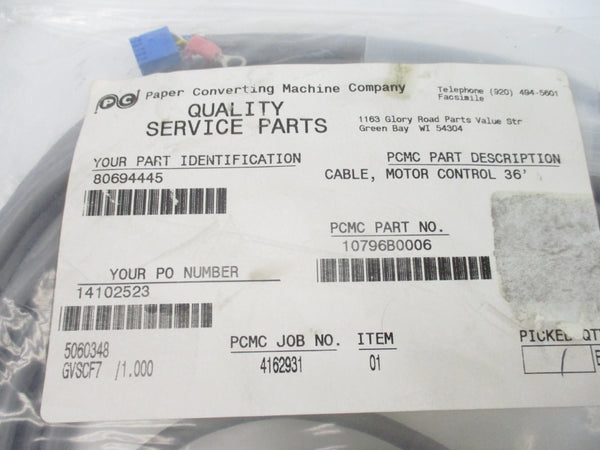 PC Paper Converting Machine Company
QUALITY
SERVICE PARTS
Telephone (920) 494-5601
Facsimile
1163 Glory Road Parts Value Str
Green Bay WI 54304
YOUR PART IDENTIFICATION
80694445
PCMC PART DESCRIPTION
CABLE, MOTOR CONTROL 36'
PCMC PART NO.
10796B0006
YOUR PO NUMBER
14102523
5060348
GVSCF7 /1.000
PCMC JOB NO. ITEM
4162931 01
PICKED QT
1 E